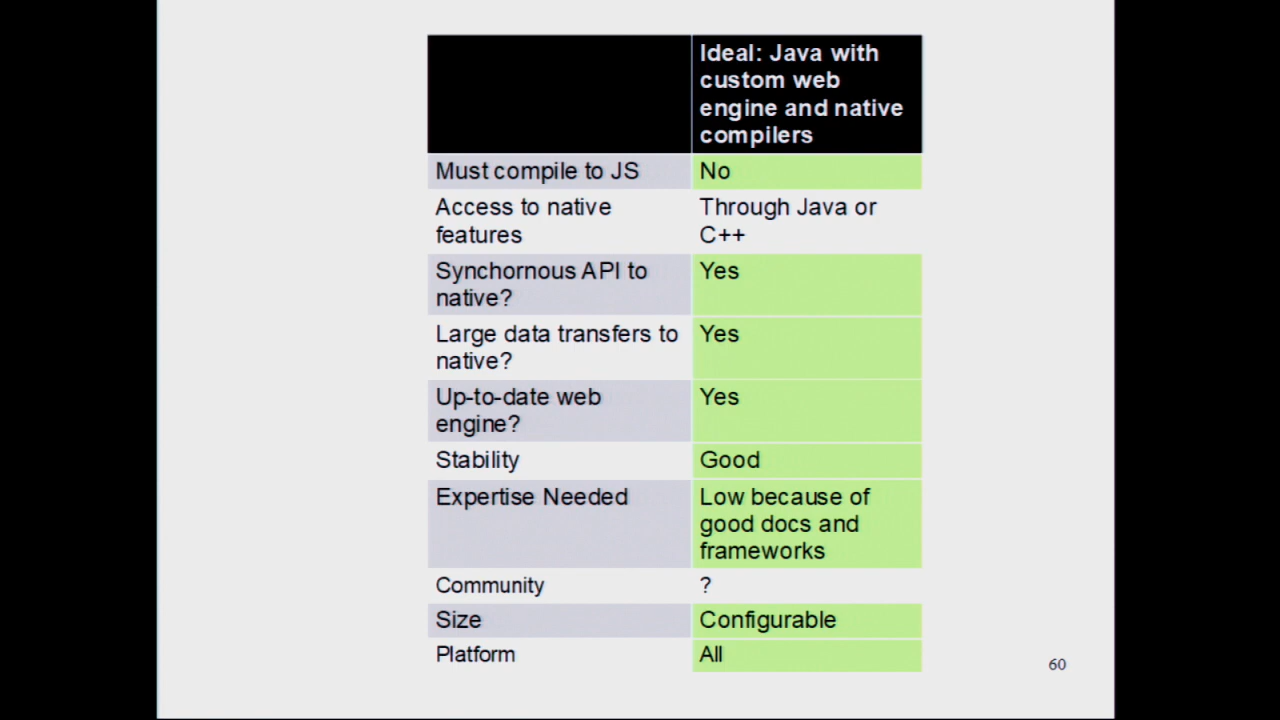 Ideal: Java with
custom web
engine and native
compilers
Must compile to JS
No
Access to native
features
Through Java or
C++
Synchornous API to
native?
Yes
Large data transfers to
native?
Yes
Up-to-date web
engine?
Yes
Stability
Good
Expertise Needed
Low because of
good docs and
frameworks
Community
?
Size
Configurable
Platform
All
60